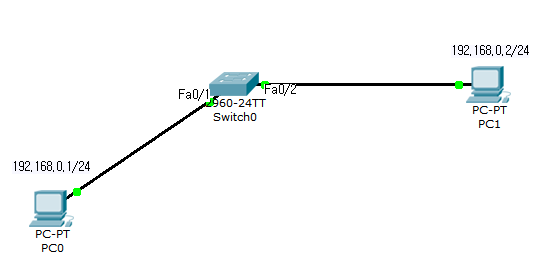 192.168.0.2/24
Fa0/1
Fa0/2
2960-24TT
Switch0
PC-PT
PC1
192.168.0.1/24
PC-PT
PC0